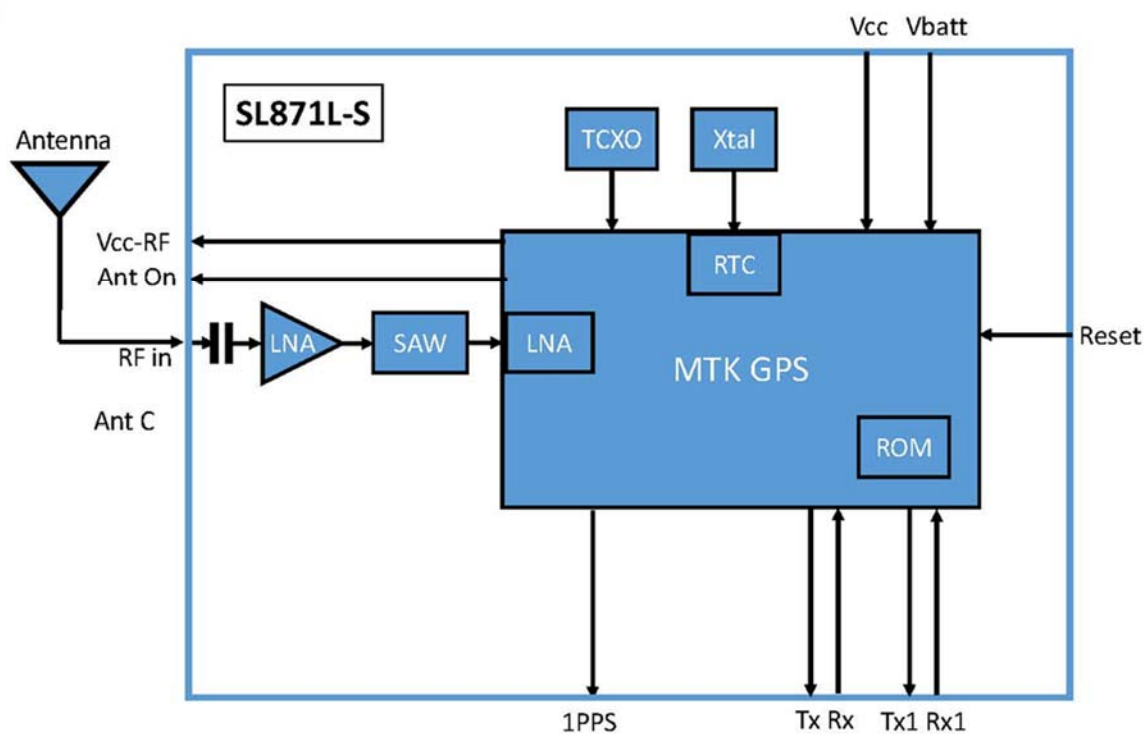 Vcc Vbatt
SL871L-S
Antenna
TCXO
Xtal
Vcc-RF
RTC
Ant On
LNA
SAW
LNA
Reset
RF in
MTK GPS
Ant C
ROM
1PPS
Tx Rx
Tx1 Rx1